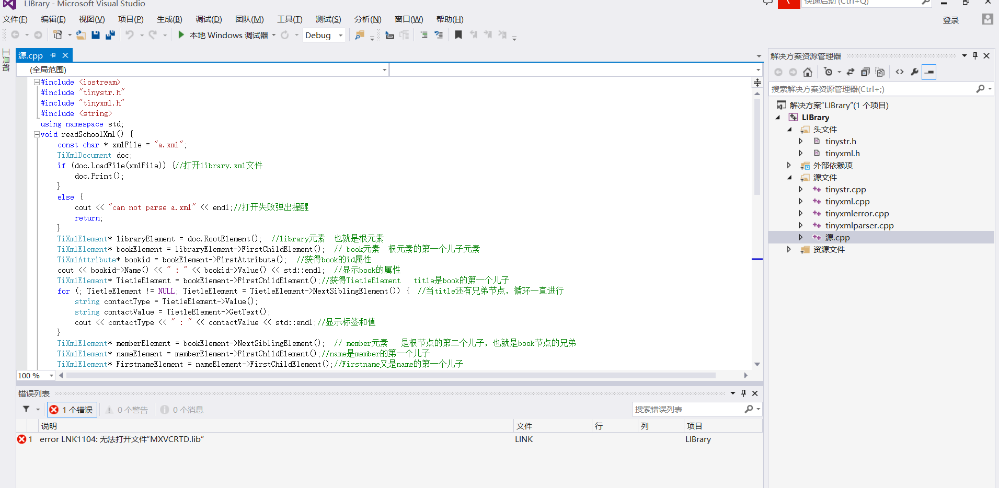 LIBrary - Microsoft Visual Studio
快速启动 (Ctrl+Q)
文件(F) 编辑(E) 视图(V) 项目(P) 生成(B) 调试(D) 团队(M) 工具(T) 测试(S) 分析(N) 窗口(W) 帮助(H)
登录
本地 Windows 调试器 Debug
工具箱
源.cpp
(全局范围)
#include <iostream>
#include "tinystr.h"
#include "tinyxml.h"
#include <string>
using namespace std;
void readSchoolXml() {
const char * xmlFile = "a.xml";
TiXmlDocument doc;
if (doc.LoadFile(xmlFile)) {//打开library.xml文件
doc.Print();
}
else {
cout << "can not parse a.xml" << endl;//打开失败弹出提醒
return;
}
TiXmlElement* libraryElement = doc.RootElement(); //library元素 也就是根元素
TiXmlElement* bookElement = libraryElement->FirstChildElement(); // book元素 根元素的第一个儿子元素
TiXmlAttribute* bookid = bookElement->FirstAttribute(); //获得book的id属性
cout << bookid->Name() << " : " << bookid->Value() << std::endl; //显示book的属性
TiXmlElement* TietleElement = bookElement->FirstChildElement();//获得TietleElement title是book的第一个儿子
for (; TietleElement != NULL; TietleElement = TietleElement->NextSiblingElement()) { //当title还有兄弟节点，循环一直进行
string contactType = TietleElement->Value();
string contactValue = TietleElement->GetText();
cout << contactType << " : " << contactValue << std::endl;//显示标签和值
}
TiXmlElement* memberElement = bookElement->NextSiblingElement(); // member元素 是根节点的第二个儿子，也就是book节点的兄弟
TiXmlElement* nameElement = memberElement->FirstChildElement();//name是member的第一个儿子
TiXmlElement* FirstnameElement = nameElement->FirstChildElement();//Firstname又是name的第一个儿子
100 %
错误列表
1 个错误 0 个警告 0 个消息
搜索错误列表
说明 文件 行 列 项目
1 error LNK1104: 无法打开文件“MXVCRTD.lib” LINK LIBrary
解决方案资源管理器
搜索解决方案资源管理器(Ctrl+;)
解决方案“LIBrary”(1 个项目)
LIBrary
头文件
tinystr.h
tinyxml.h
外部依赖项
源文件
tinystr.cpp
tinyxml.cpp
tinyxmlerror.cpp
tinyxmlparser.cpp
源.cpp
资源文件